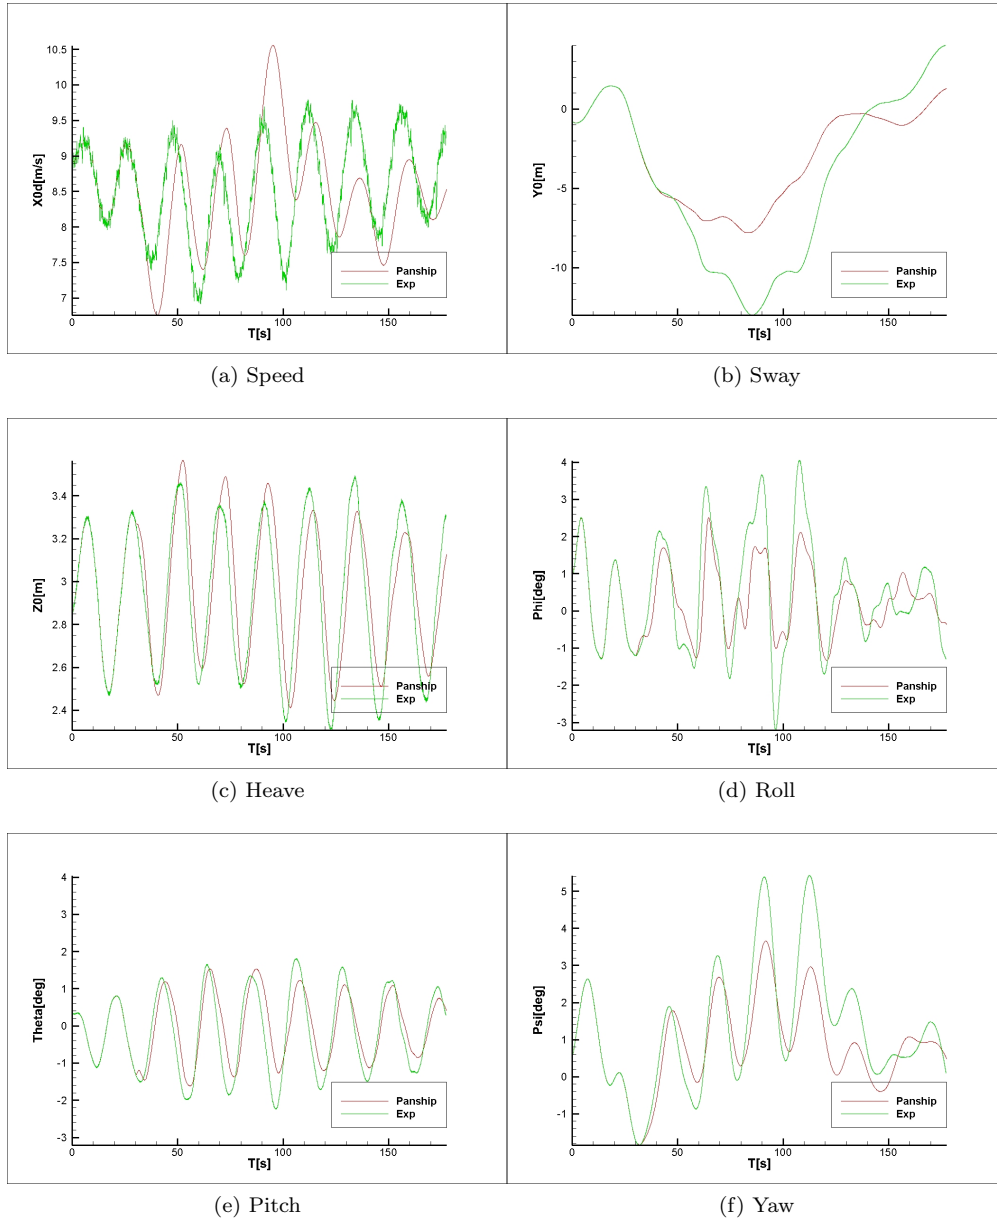 10.5
10
9.5
9
8.5
8
7.5
7
X0d[m/s]
0 50 100 150
T[s]
Panship
Exp
(a) Speed
0
-5
-10
Y0[m]
0 50 100 150
T[s]
Panship
Exp
(b) Sway
3.4
3.2
3
2.8
2.6
2.4
Z0[m]
0 50 100 150
T[s]
Panship
Exp
(c) Heave
4
3
2
1
0
-1
-2
-3
Phi[deg]
0 50 100 150
T[s]
Panship
Exp
(d) Roll
4
3
2
1
0
-1
-2
-3
Theta[deg]
0 50 100 150
T[s]
Panship
Exp
(e) Pitch
5
4
3
2
1
0
-1
Psi[deg]
0 50 100 150
T[s]
Panship
Exp
(f) Yaw